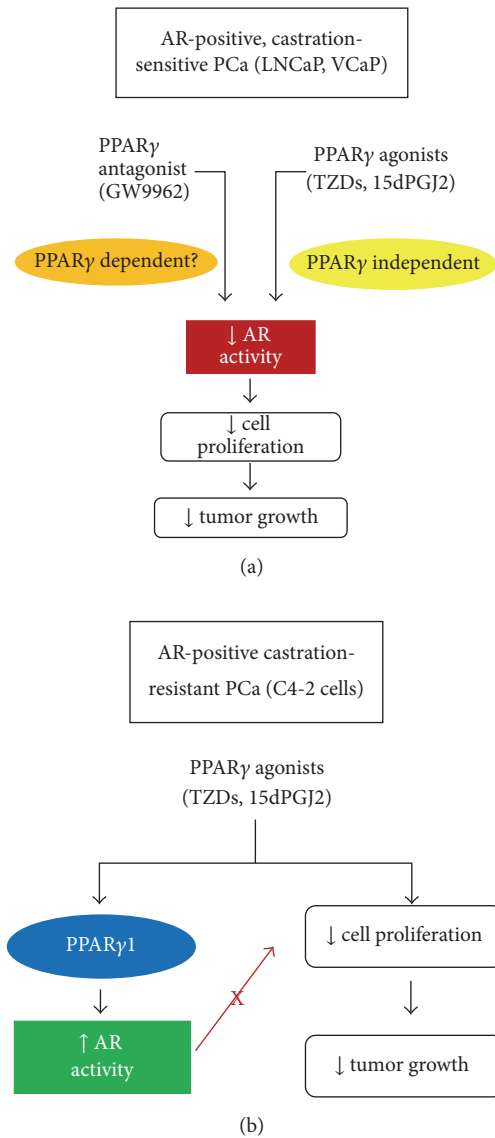 AR-positive, castration-
sensitive PCa (LNCaP, VCaP)
PPARγ
antagonist
(GW9962)
PPARγ agonists
(TZDs, 15dPGJ2)
PPARγ dependent?
PPARγ independent
↓ AR
activity
↓ cell
proliferation
↓ tumor growth
(a)
AR-positive castration-
resistant PCa (C4-2 cells)
PPARγ agonists
(TZDs, 15dPGJ2)
PPARγ1
↓ cell proliferation
X
↑ AR
activity
↓ tumor growth
(b)